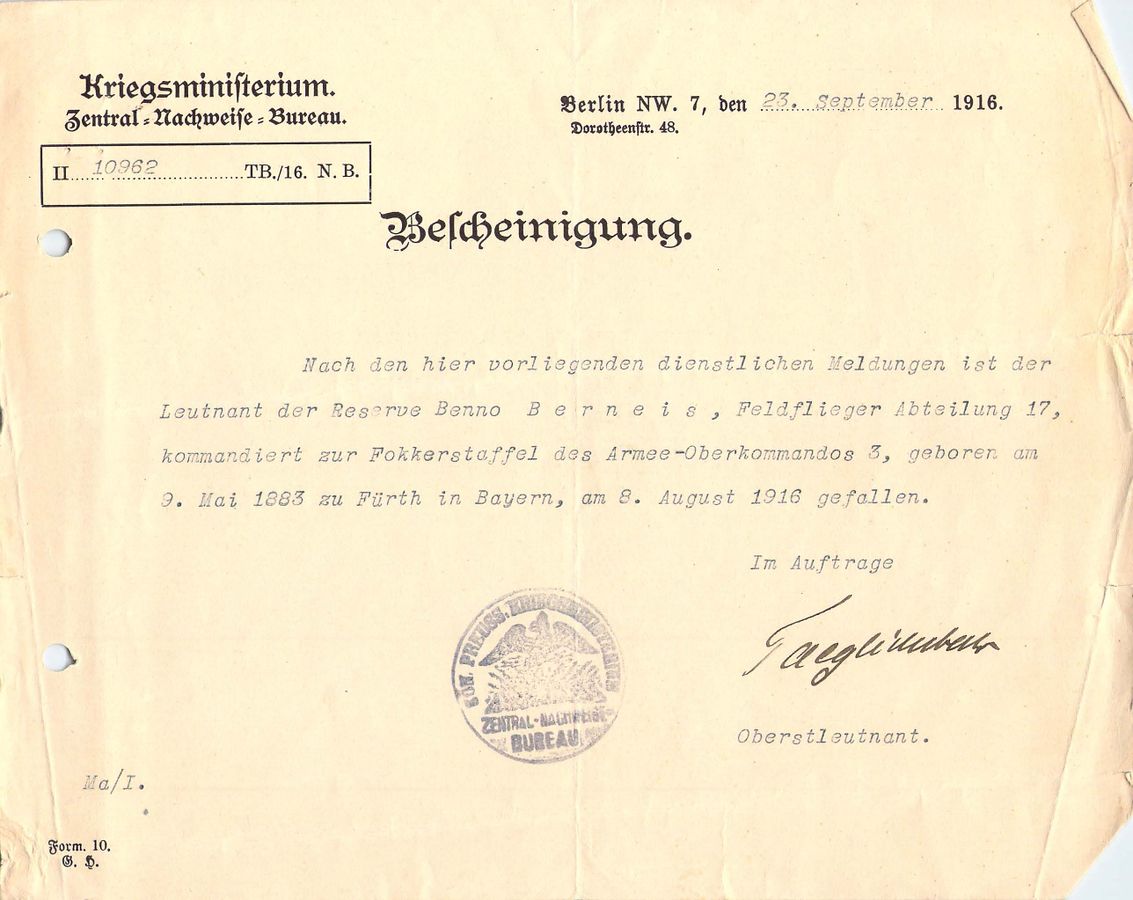 Kriegsministerium.
Zentral-Nachweise-Bureau.
Berlin NW. 7, den 23. September 1916.
Dorotheenstr. 48.
II 10962 TB./16. N. B.
Bescheinigung.
Nach den hier vorliegenden dienstlichen Meldungen ist der
Leutnant der Reserve Benno B e r n e i s , Feldflieger Abteilung 17,
kommandiert zur Fokkerstaffel des Armee-Oberkommandos 3, geboren am
9. Mai 1883 zu Fürth in Bayern, am 8. August 1916 gefallen.
Im Auftrage
KÖN. PREUSS. KRIEGSMINISTERIUM
ZENTRAL-NACHWEISE-
BUREAU
Oberstleutnant.
Ma/I.
Form. 10.
G. H.